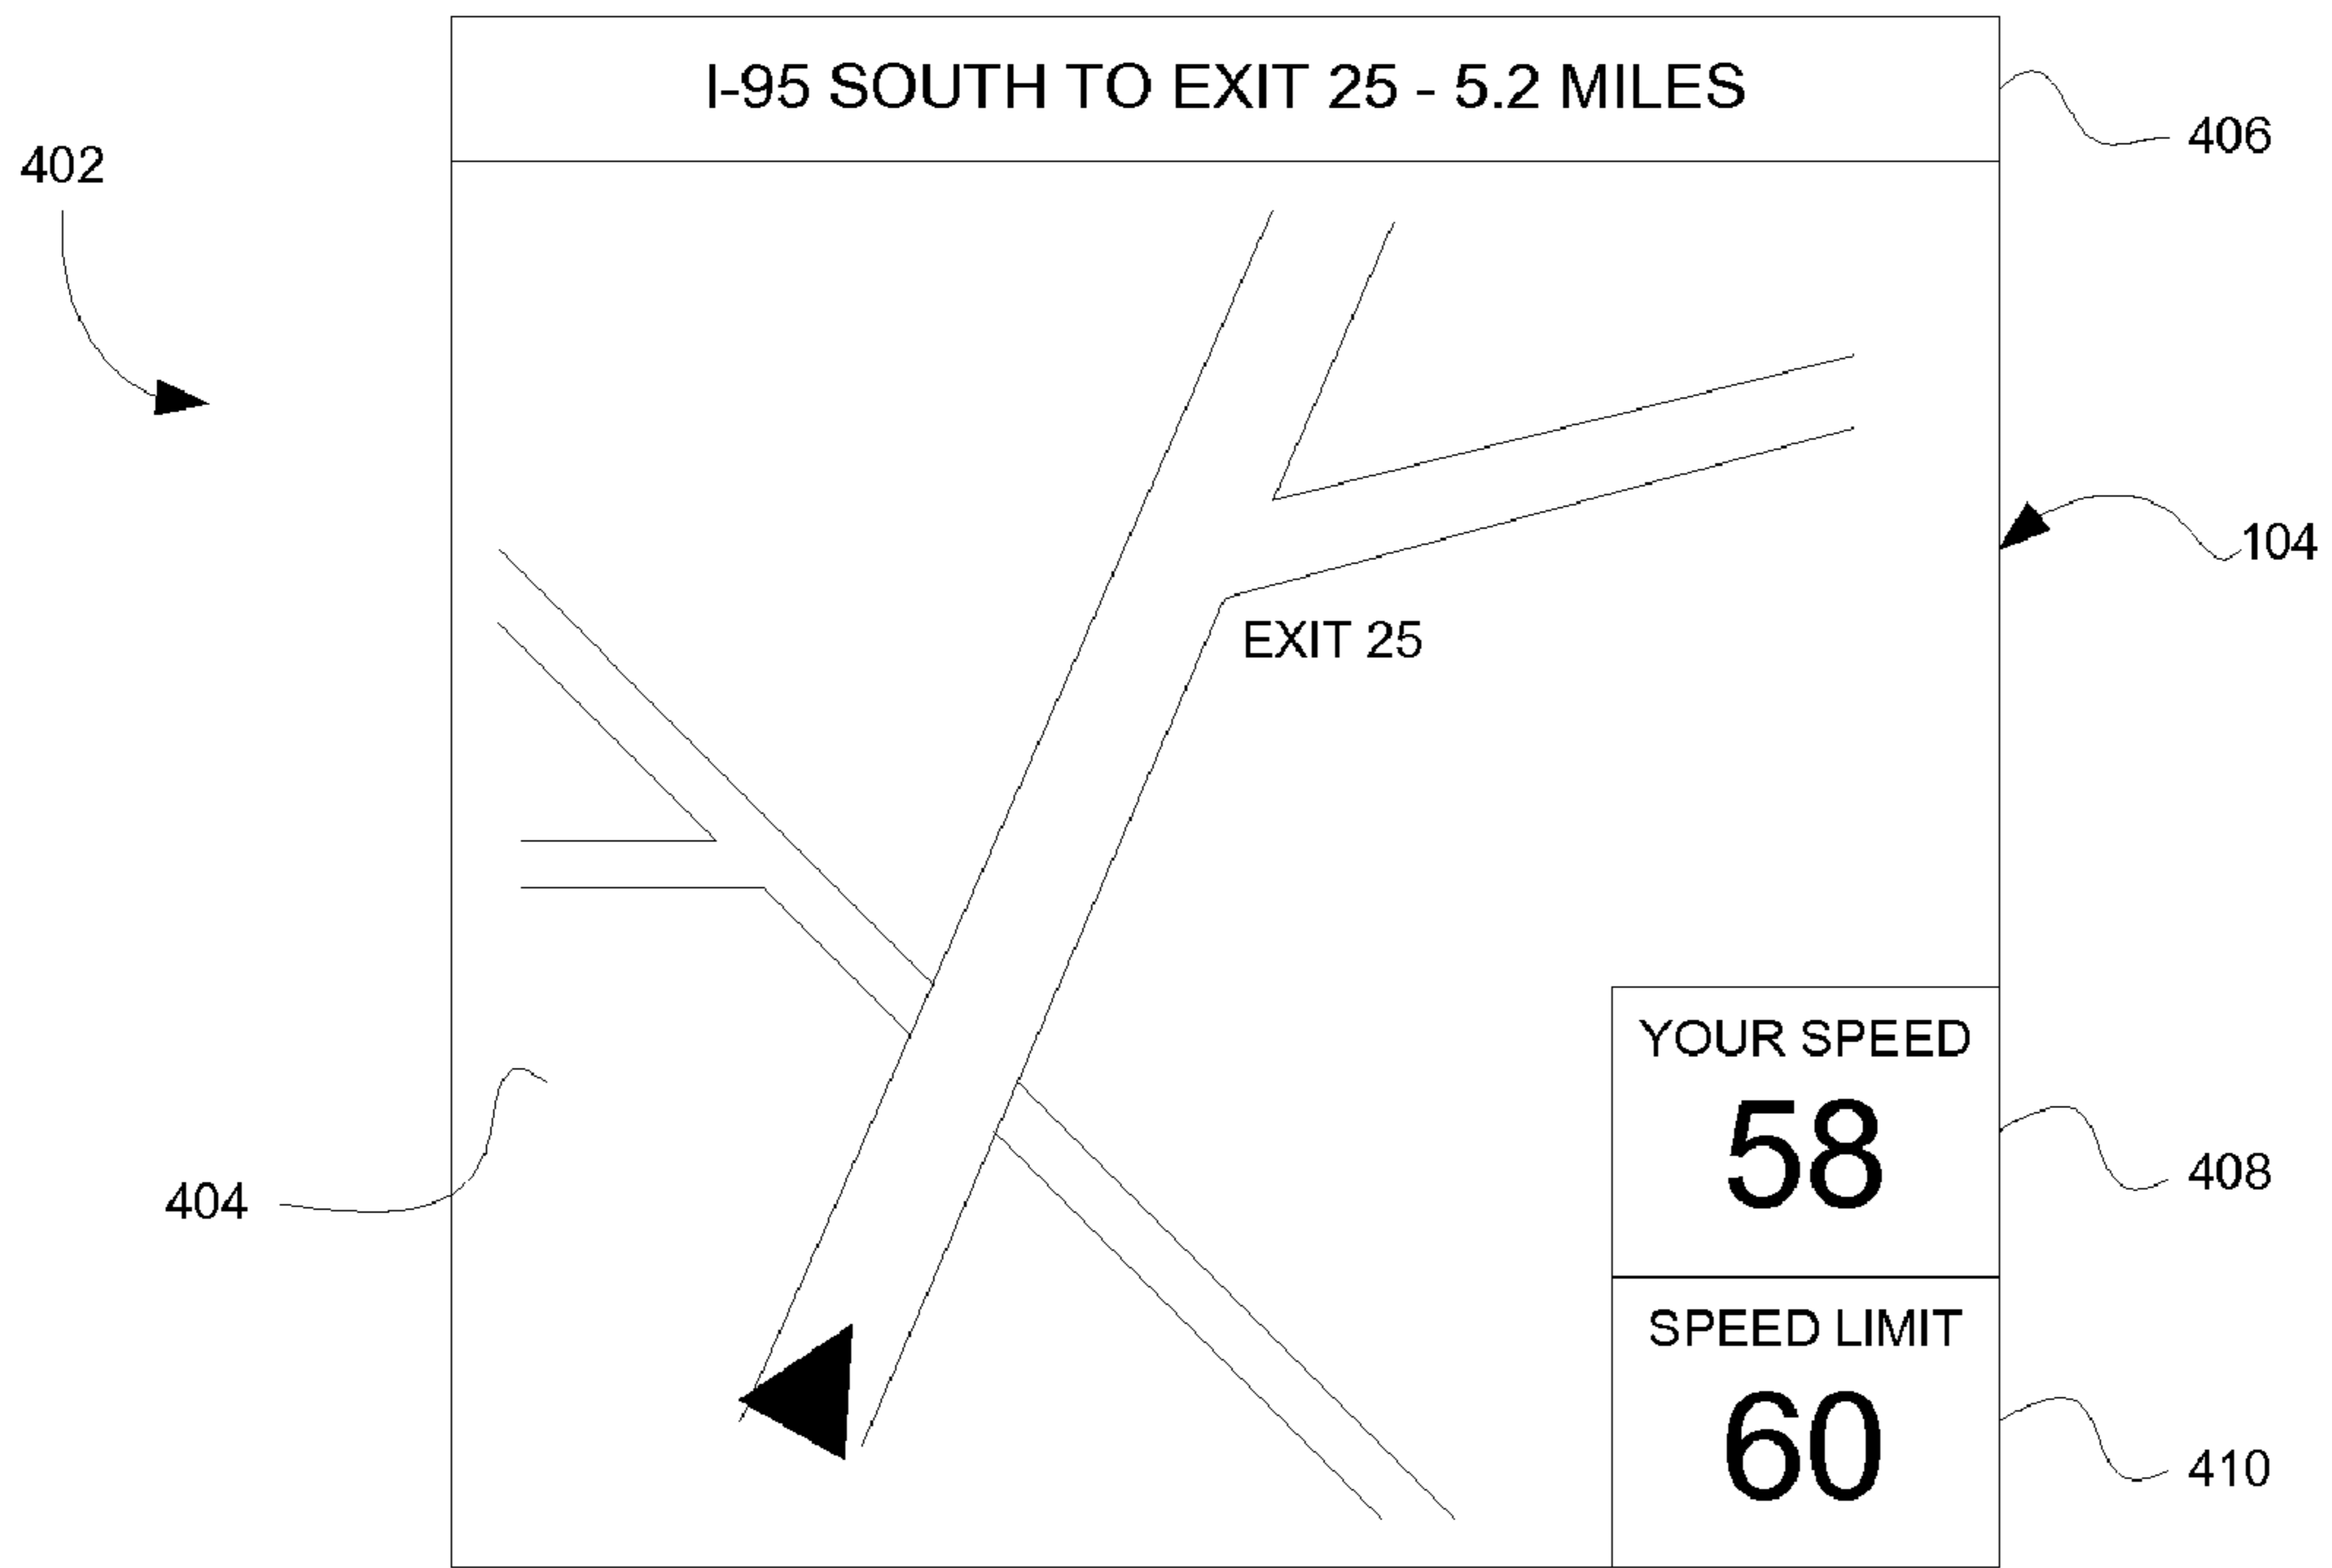 I-95 SOUTH TO EXIT 25 - 5.2 MILES
406
402
104
EXIT 25
YOUR SPEED
58
408
404
SPEED LIMIT
60
410